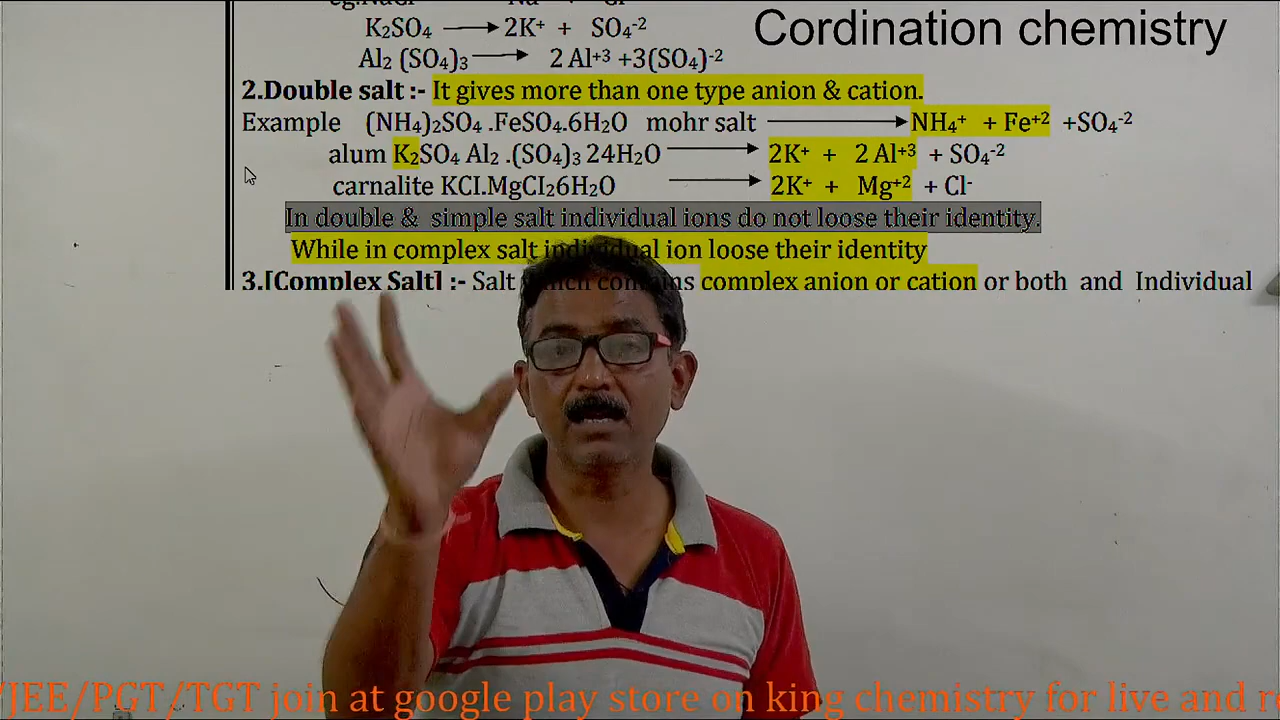 Cordination chemistry
K₂SO₄ ⟶ 2K⁺ + SO₄⁻²
Al₂ (SO₄)₃ ⟶ 2 Al⁺³ +3(SO₄)⁻²
2.Double salt :- It gives more than one type anion & cation.
Example (NH₄)₂SO₄ .FeSO₄.6H₂O mohr salt ⟶ NH₄⁺ + Fe⁺² +SO₄⁻²
alum K₂SO₄ Al₂ .(SO₄)₃ 24H₂O ⟶ 2K⁺ + 2 Al⁺³ + SO₄⁻²
carnalite KCI.MgCI₂6H₂O ⟶ 2K⁺ + Mg⁺² + Cl⁻
In double & simple salt individual ions do not loose their identity.
While in complex salt individual ion loose their identity
3.[Complex Salt] :- Salt which contains complex anion or cation or both and Individual
/JEE/PGT/TGT join at google play store on king chemistry for live and